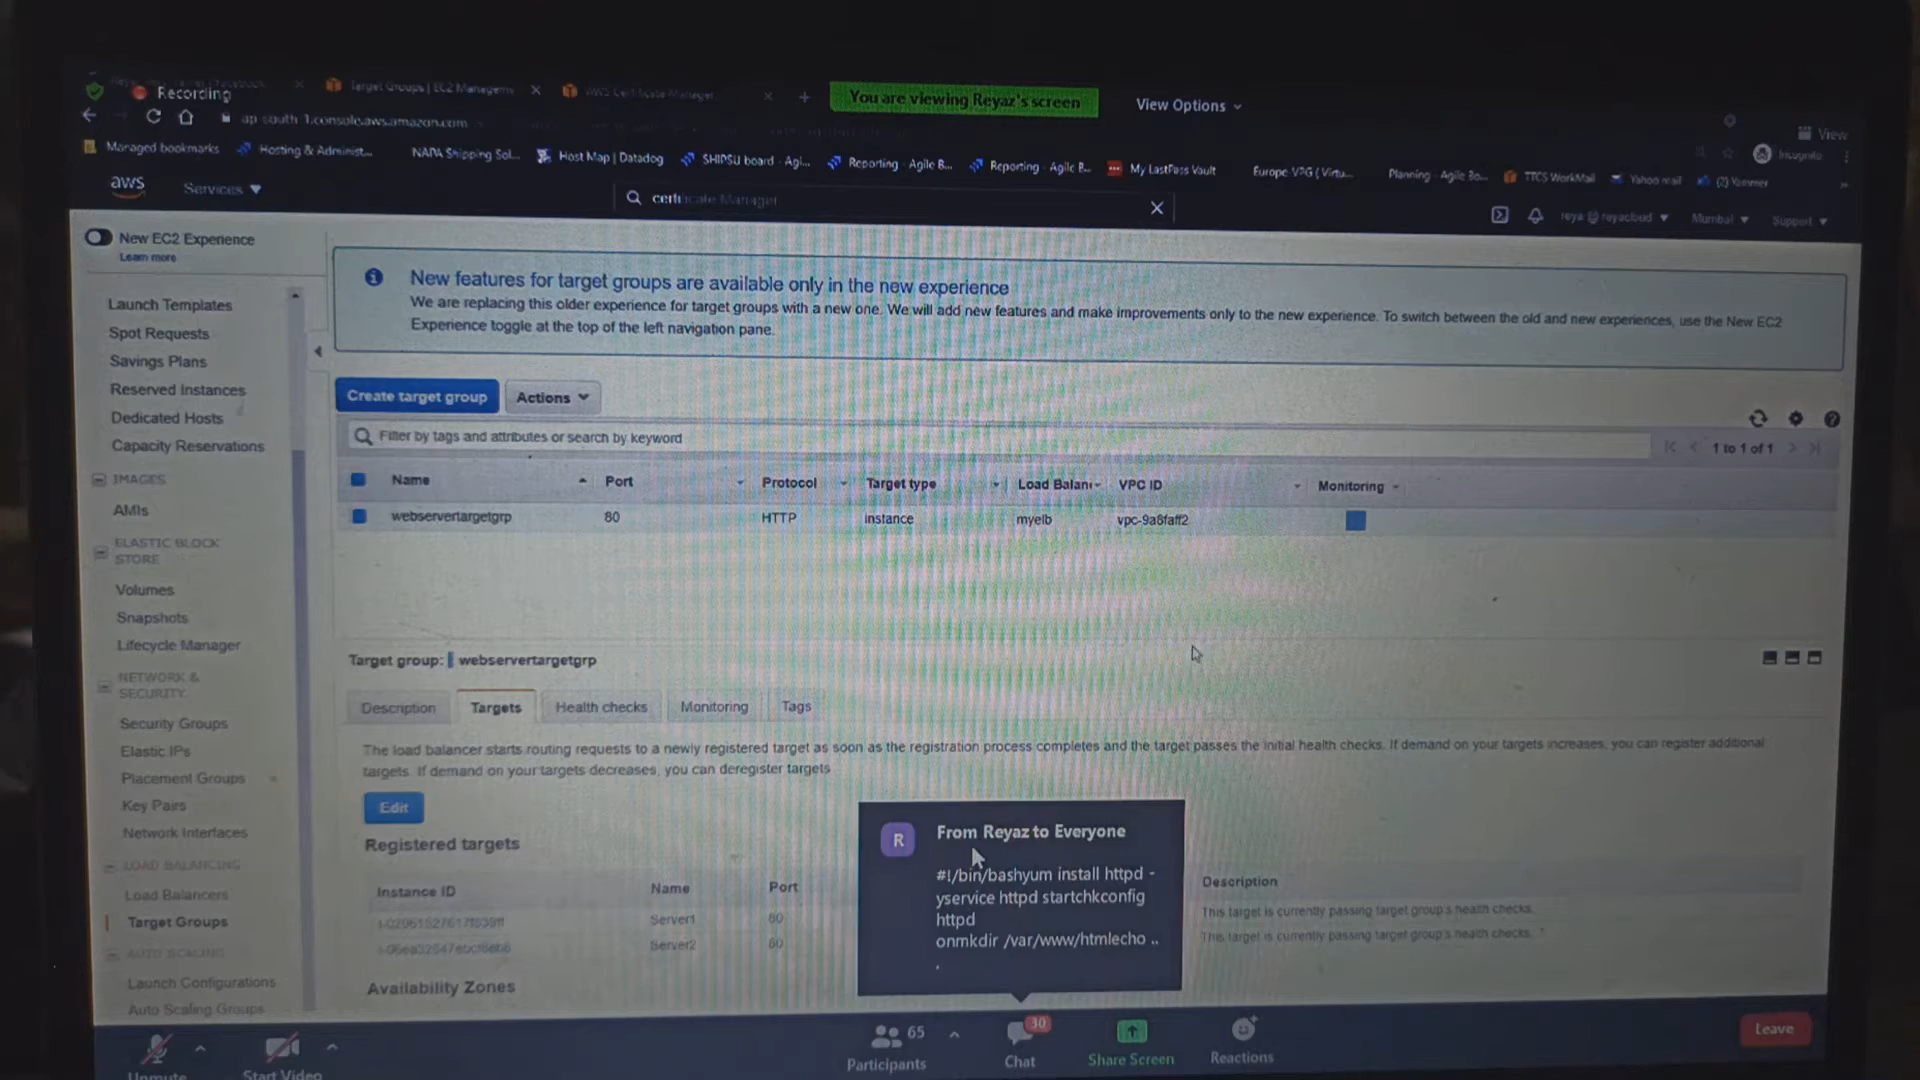 Recording
Target Groups | EC2 Managem
AWS Certificate Manager
You are viewing Reyaz's screen
View Options
ap-south-1.console.aws.amazon.com
View
Managed bookmarks
Hosting & Administ...
NAPA Shipping Sol...
Host Map | Datadog
SHIPSU board - Agi...
Reporting - Agile B...
Reporting - Agile B...
My LastPass Vault
Europe VPG ( Virtu...
Planning - Agile Bo...
TTCS WorkMail
Yahoo mail
(2) Yammer
Incognito
aws
Services
certificate Manager
reya @ reyacloud
Mumbai
Support
New EC2 Experience
Learn more
Launch Templates
Spot Requests
Savings Plans
Reserved Instances
Dedicated Hosts
Capacity Reservations
IMAGES
AMIs
ELASTIC BLOCK
STORE
Volumes
Snapshots
Lifecycle Manager
NETWORK &
SECURITY
Security Groups
Elastic IPs
Placement Groups
Key Pairs
Network Interfaces
LOAD BALANCING
Load Balancers
Target Groups
AUTO SCALING
Launch Configurations
Auto Scaling Groups
New features for target groups are available only in the new experience
We are replacing this older experience for target groups with a new one. We will add new features and make improvements only to the new experience. To switch between the old and new experiences, use the New EC2
Experience toggle at the top of the left navigation pane.
Create target group
Actions
Filter by tags and attributes or search by keyword
1 to 1 of 1
Name Port Protocol Target type Load Balan VPC ID Monitoring
webservertargetgrp 80 HTTP instance myelb vpc-9a6faff2
Target group: webservertargetgrp
Description Targets Health checks Monitoring Tags
The load balancer starts routing requests to a newly registered target as soon as the registration process completes and the target passes the initial health checks. If demand on your targets increases, you can register additional
targets. If demand on your targets decreases, you can deregister targets
Edit
Registered targets
Instance ID Name Port Description
Server1 80 This target is currently passing target group's health checks.
Server2 80 This target is currently passing target group's health checks.
Availability Zones
R
From Reyaz to Everyone
#!/bin/bashyum install httpd -
yservice httpd startchkconfig
httpd
onmkdir /var/www/htmlecho ..
.
Unmute
Start Video
65
Participants
30
Chat
Share Screen
Reactions
Leave